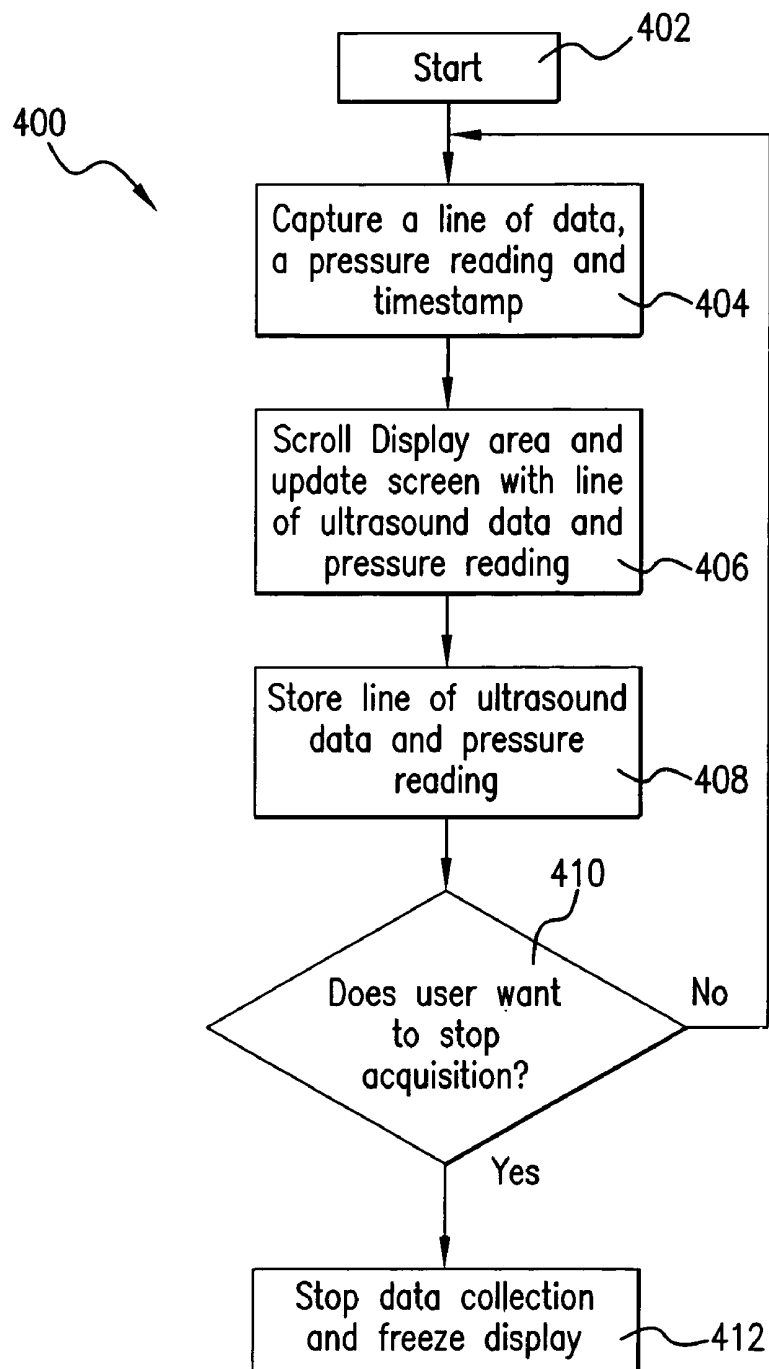 402
Start
400
Capture a line of data,
a pressure reading and
timestamp
404
Scroll Display area and
update screen with line
of ultrasound data and
pressure reading
406
Store line of ultrasound
data and pressure
reading
408
410
Does user want
to stop
acquisition?
No
Yes
Stop data collection
and freeze display
412